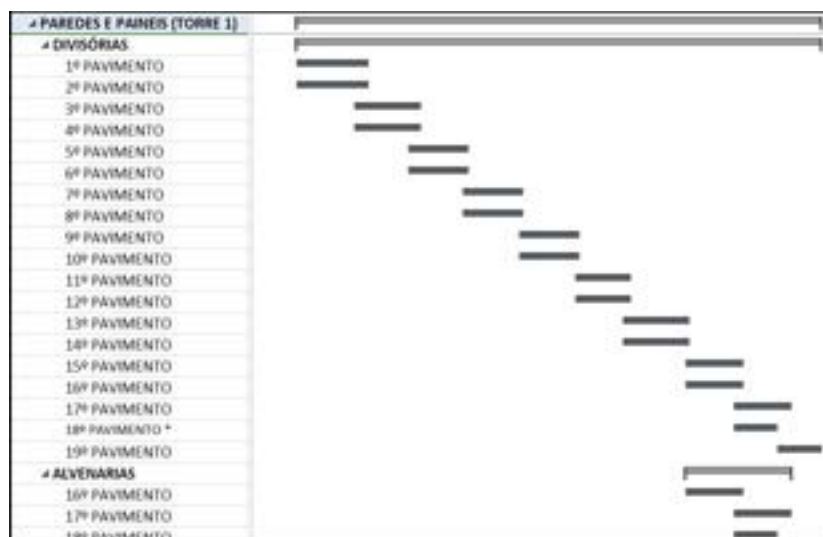 PAREDES E PAINEIS (TORRE 1)
DIVISÓRIAS
1º PAVIMENTO
2º PAVIMENTO
3º PAVIMENTO
4º PAVIMENTO
5º PAVIMENTO
6º PAVIMENTO
7º PAVIMENTO
8º PAVIMENTO
9º PAVIMENTO
10º PAVIMENTO
11º PAVIMENTO
12º PAVIMENTO
13º PAVIMENTO
14º PAVIMENTO
15º PAVIMENTO
16º PAVIMENTO
17º PAVIMENTO
18º PAVIMENTO *
19º PAVIMENTO
ALVENARIAS
16º PAVIMENTO
17º PAVIMENTO
18º PAVIMENTO